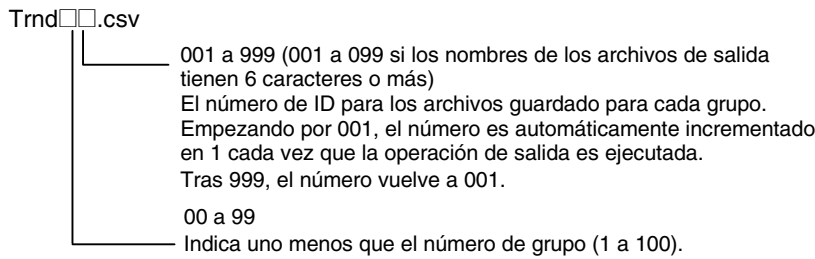 Trnd□□.csv
001 a 999 (001 a 099 si los nombres de los archivos de salida
tienen 6 caracteres o más)
El número de ID para los archivos guardado para cada grupo.
Empezando por 001, el número es automáticamente incrementado
en 1 cada vez que la operación de salida es ejecutada.
Tras 999, el número vuelve a 001.
00 a 99
Indica uno menos que el número de grupo (1 a 100).